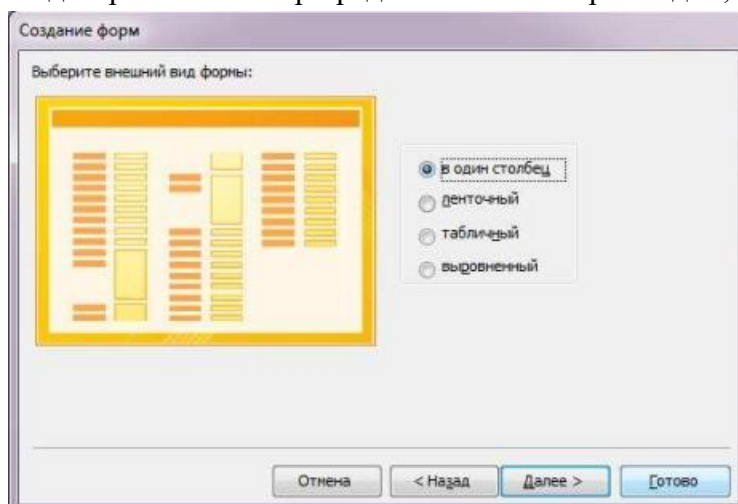 Создание форм
Выберите внешний вид формы:
в один столбец
ленточный
табличный
выровненный
Отмена
< Назад
Далее >
Готово